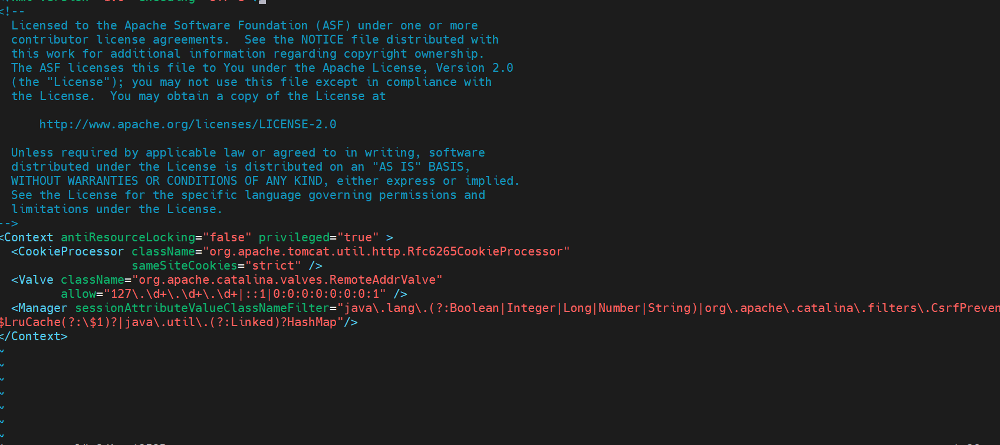 <!--
Licensed to the Apache Software Foundation (ASF) under one or more
contributor license agreements.  See the NOTICE file distributed with
this work for additional information regarding copyright ownership.
The ASF licenses this file to You under the Apache License, Version 2.0
(the "License"); you may not use this file except in compliance with
the License.  You may obtain a copy of the License at
http://www.apache.org/licenses/LICENSE-2.0
Unless required by applicable law or agreed to in writing, software
distributed under the License is distributed on an "AS IS" BASIS,
WITHOUT WARRANTIES OR CONDITIONS OF ANY KIND, either express or implied.
See the License for the specific language governing permissions and
limitations under the License.
-->
<Context antiResourceLocking="false" privileged="true" >
<CookieProcessor className="org.apache.tomcat.util.http.Rfc6265CookieProcessor"
sameSiteCookies="strict" />
<Valve className="org.apache.catalina.valves.RemoteAddrValve"
allow="127\.\d+\.\d+\.\d+|::1|0:0:0:0:0:0:0:1" />
<Manager sessionAttributeValueClassNameFilter="java\.lang\.(?:Boolean|Integer|Long|Number|String)|org\.apache\.catalina\.filters\.CsrfPreven
$LruCache(?:\$1)?|java\.util\.(?:Linked)?HashMap"/>
</Context>
~
~
~
~
~
~
~